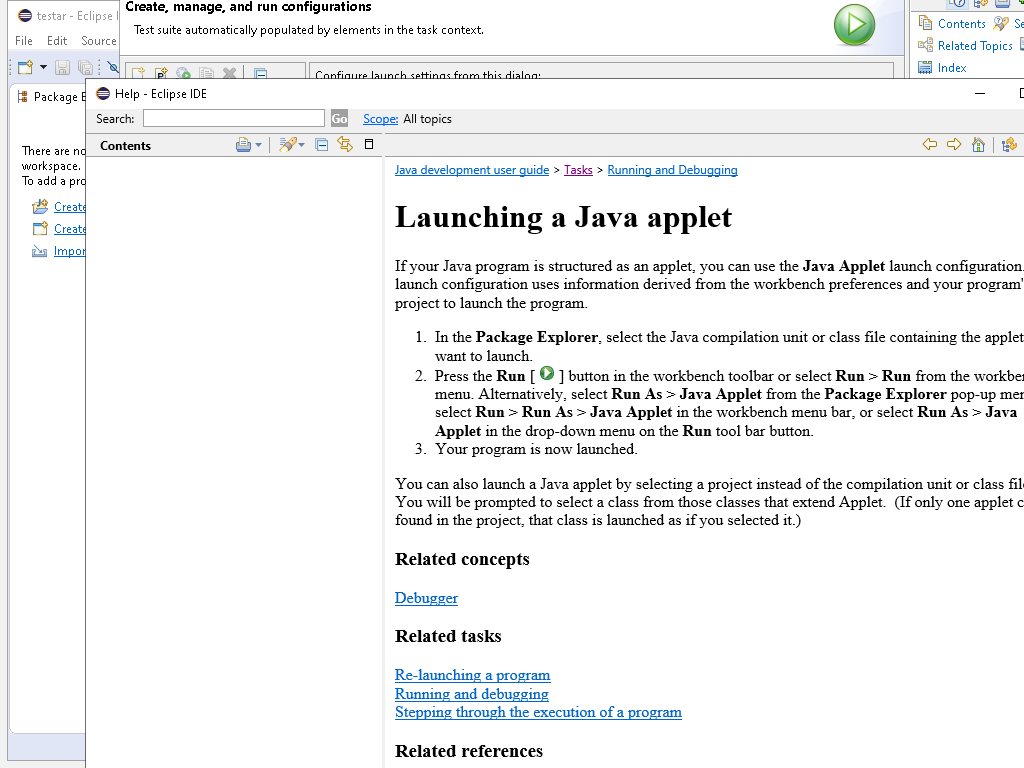 testar - Eclipse I
File Edit Source
Package E
There are no
workspace.
To add a pro
Create
Create
Impor
Create, manage, and run configurations
Test suite automatically populated by elements in the task context.
Configure launch settings from this dialog:
Contents
Se
Related Topics
Index
Help - Eclipse IDE
Search:
Go
Scope: All topics
Contents
Java development user guide > Tasks > Running and Debugging
Launching a Java applet
If your Java program is structured as an applet, you can use the Java Applet launch configuration.
launch configuration uses information derived from the workbench preferences and your program'
project to launch the program.
1. In the Package Explorer, select the Java compilation unit or class file containing the applet
want to launch.
2. Press the Run [ ] button in the workbench toolbar or select Run > Run from the workben
menu. Alternatively, select Run As > Java Applet from the Package Explorer pop-up men
select Run > Run As > Java Applet in the workbench menu bar, or select Run As > Java
Applet in the drop-down menu on the Run tool bar button.
3. Your program is now launched.
You can also launch a Java applet by selecting a project instead of the compilation unit or class file
You will be prompted to select a class from those classes that extend Applet. (If only one applet c
found in the project, that class is launched as if you selected it.)
Related concepts
Debugger
Related tasks
Re-launching a program
Running and debugging
Stepping through the execution of a program
Related references